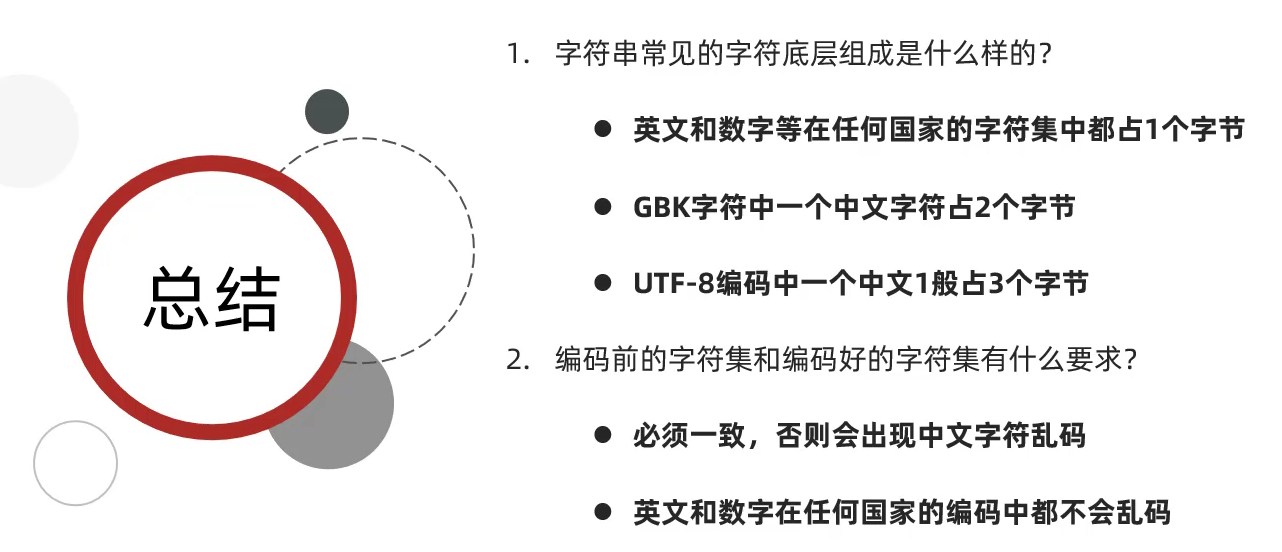 总结
1. 字符串常见的字符底层组成是什么样的?
● 英文和数字等在任何国家的字符集中都占1个字节
● GBK字符中一个中文字符占2个字节
● UTF-8编码中一个中文1般占3个字节
2. 编码前的字符集和编码好的字符集有什么要求?
● 必须一致，否则会出现中文字符乱码
● 英文和数字在任何国家的编码中都不会乱码